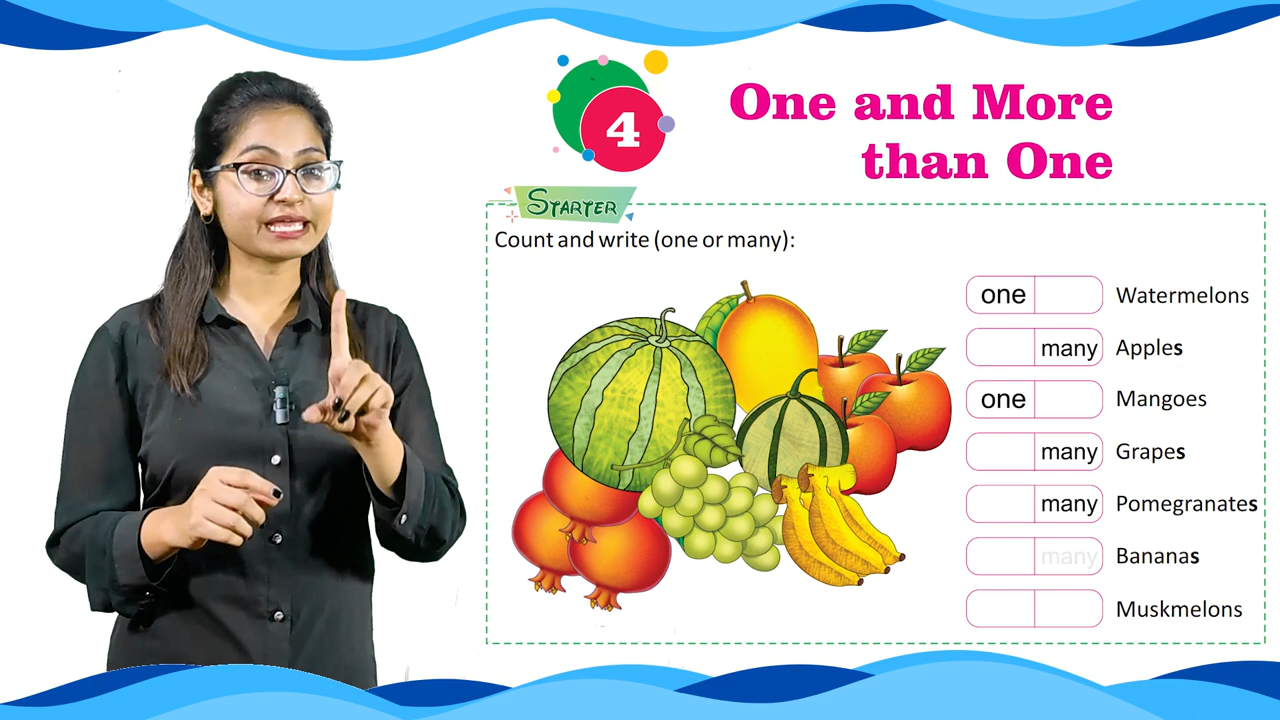 4
One and More
than One
STARTER
Count and write (one or many):
one Watermelons
many Apples
one Mangoes
many Grapes
many Pomegranates
many Bananas
Muskmelons